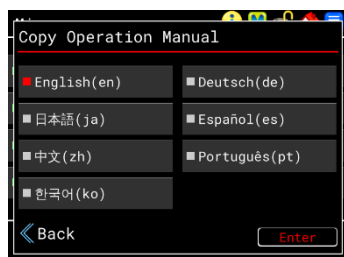 Copy Operation Manual
English(en)
Deutsch(de)
日本語(ja)
Español(es)
中文(zh)
Português(pt)
한국어(ko)
Back
Enter